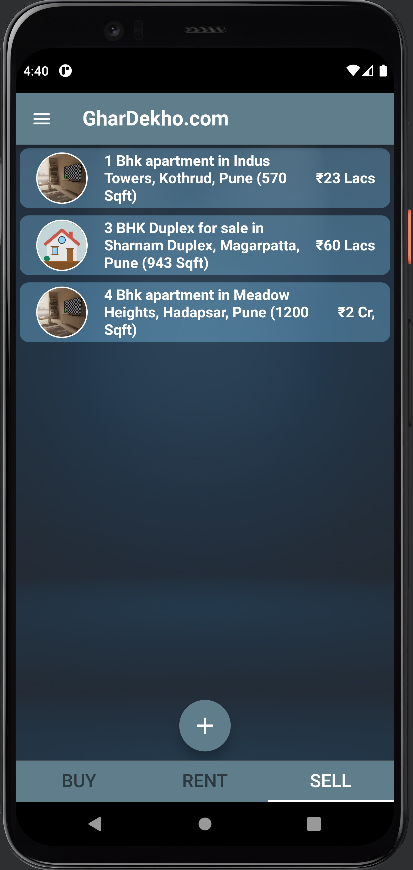 4:40
GharDekho.com
1 Bhk apartment in Indus
Towers, Kothrud, Pune (570
Sqft)
₹23 Lacs
3 BHK Duplex for sale in
Sharnam Duplex, Magarpatta,
Pune (943 Sqft)
₹60 Lacs
4 Bhk apartment in Meadow
Heights, Hadapsar, Pune (1200
Sqft)
₹2 Cr,
+
BUY RENT SELL